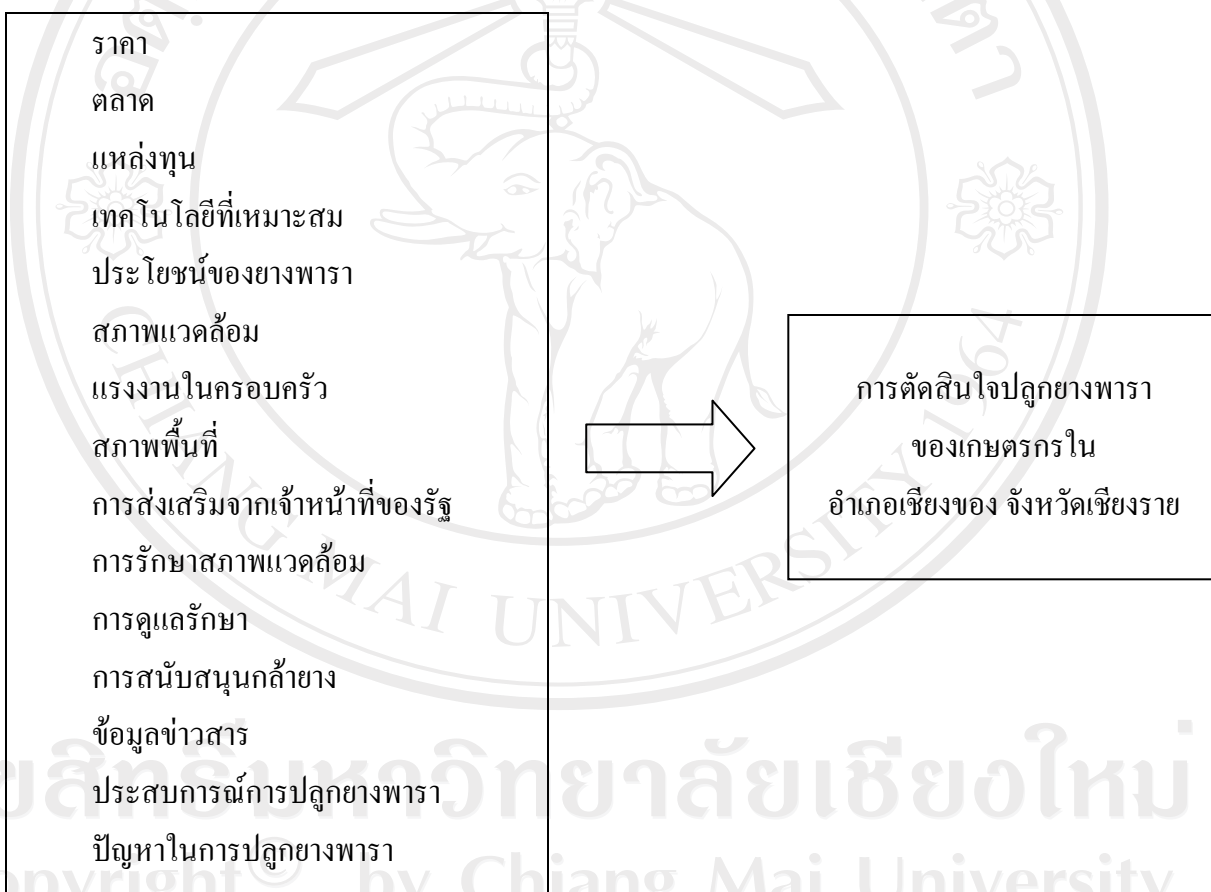 ราคา
ตลาด
แหล่งทุน
เทคโนโลยีที่เหมาะสม
ประโยชน์ของยางพารา
สภาพแวดล้อม
แรงงานในครอบครัว
สภาพพื้นที่
การส่งเสริมจากเจ้าหน้าที่ของรัฐ
การรักษาสภาพแวดล้อม
การดูแลรักษา
การสนับสนุนกล้ายาง
ข้อมูลข่าวสาร
ประสบการณ์การปลูกยางพารา
ปัญหาในการปลูกยางพารา
การตัดสินใจปลูกยางพารา
ของเกษตรกรใน
อำเภอเชียงของ จังหวัดเชียงราย
CHIANG MAI UNIVERSITY 1964
ยสิทธิ์มหาวิทยาลัยเชียงใหม่
opyright© by Chiang Mai University